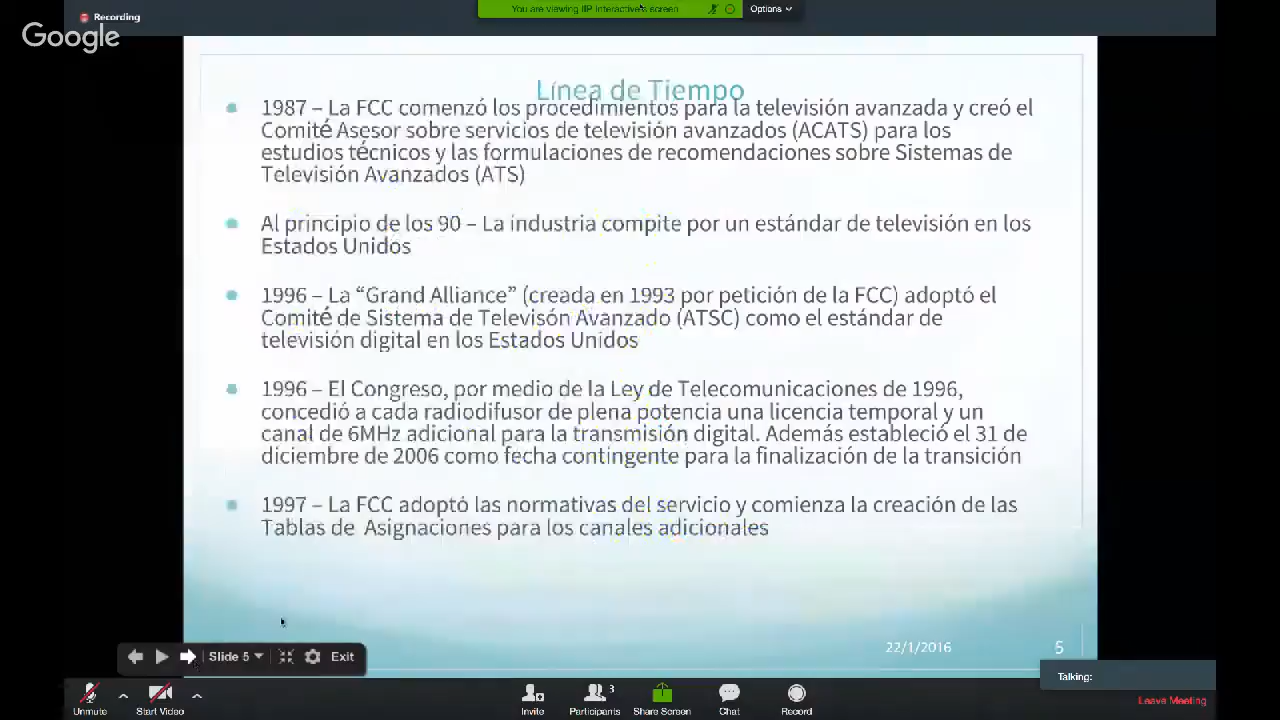 Recording
You are viewing IIP Interactive's screen
Options
Google
Línea de Tiempo
1987 – La FCC comenzó los procedimientos para la televisión avanzada y creó el
Comité Asesor sobre servicios de televisión avanzados (ACATS) para los
estudios técnicos y las formulaciones de recomendaciones sobre Sistemas de
Televisión Avanzados (ATS)
Al principio de los 90 – La industria compite por un estándar de televisión en los
Estados Unidos
1996 – La “Grand Alliance” (creada en 1993 por petición de la FCC) adoptó el
Comité de Sistema de Televisón Avanzado (ATSC) como el estándar de
televisión digital en los Estados Unidos
1996 – El Congreso, por medio de la Ley de Telecomunicaciones de 1996,
concedió a cada radiodifusor de plena potencia una licencia temporal y un
canal de 6MHz adicional para la transmisión digital. Además estableció el 31 de
diciembre de 2006 como fecha contingente para la finalización de la transición
1997 – La FCC adoptó las normativas del servicio y comienza la creación de las
Tablas de Asignaciones para los canales adicionales
22/1/2016
5
Slide 5
Exit
Talking:
Unmute
Start Video
Invite
3
Participants
Share Screen
Chat
Record
Leave Meeting